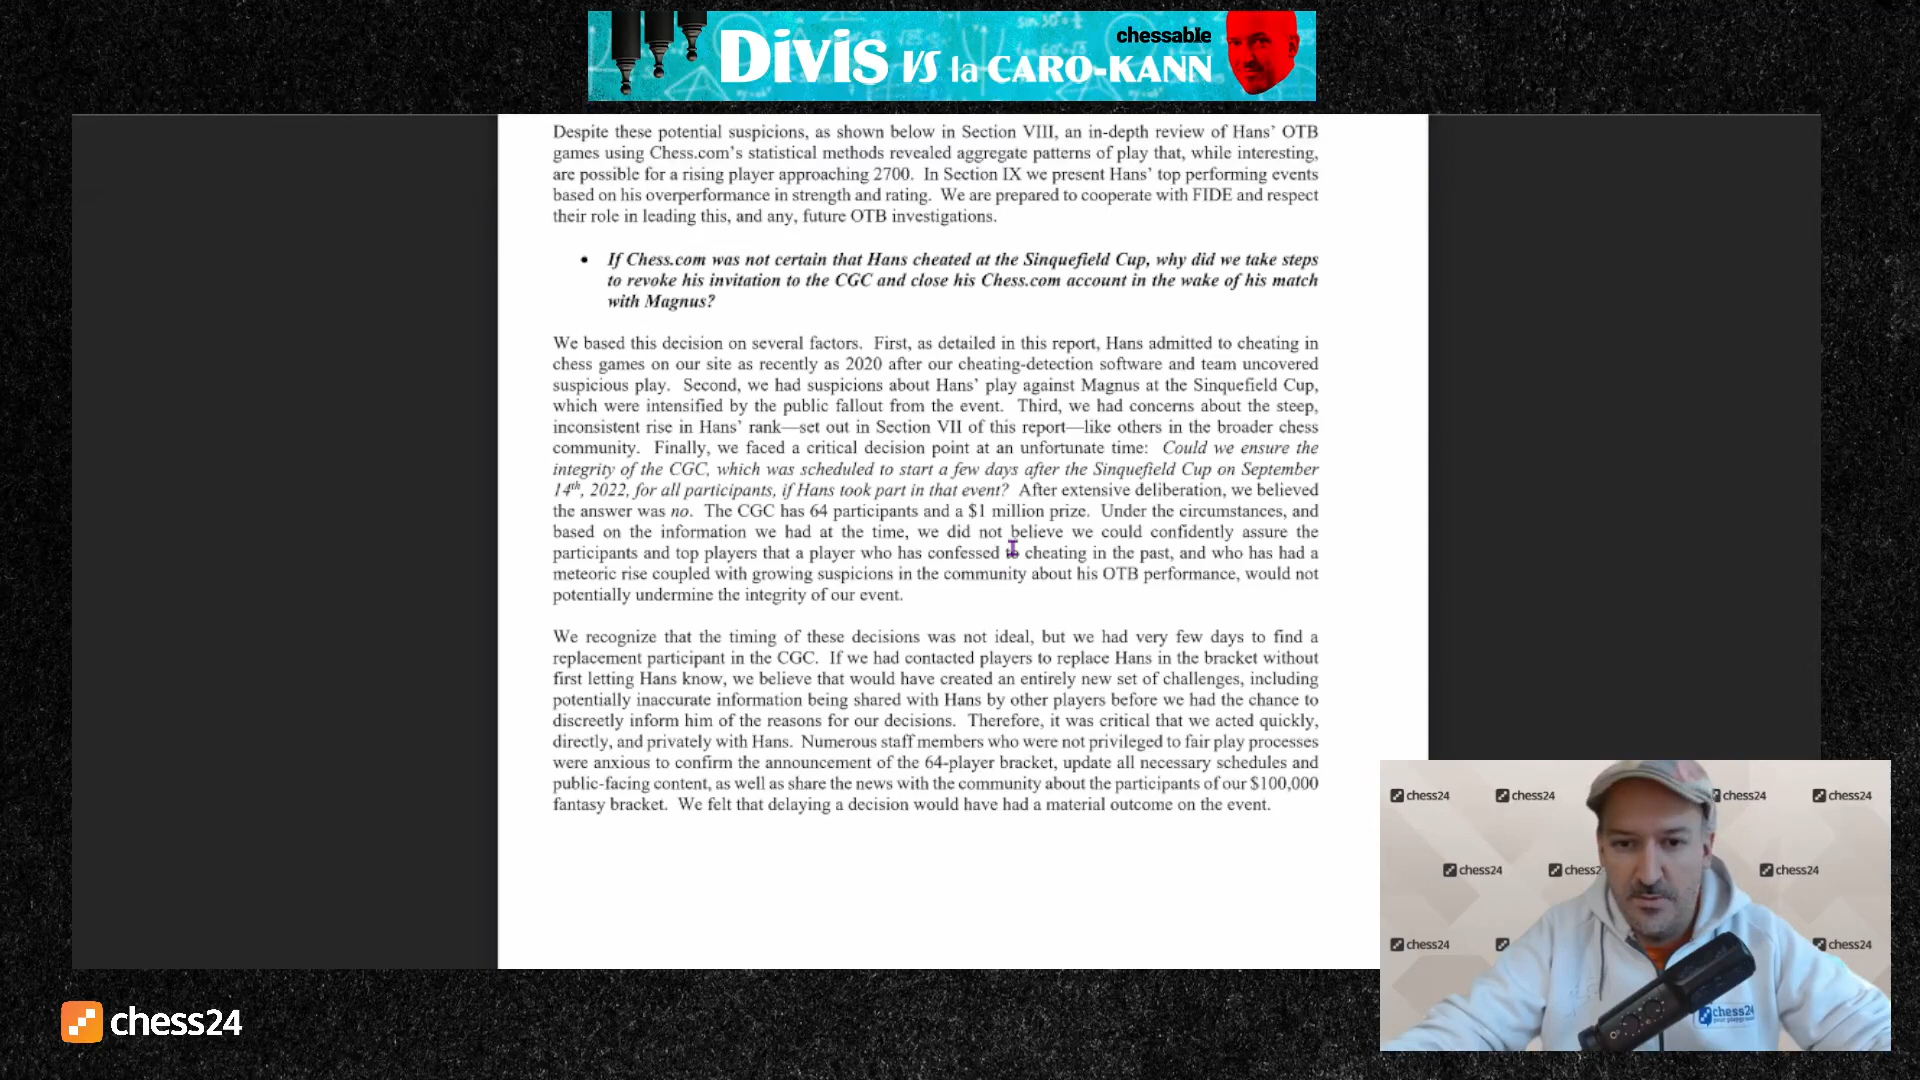 chessable
Divis vs la CARO-KANN
Despite these potential suspicions, as shown below in Section VIII, an in-depth review of Hans’ OTB
games using Chess.com’s statistical methods revealed aggregate patterns of play that, while interesting,
are possible for a rising player approaching 2700. In Section IX we present Hans’ top performing events
based on his overperformance in strength and rating. We are prepared to cooperate with FIDE and respect
their role in leading this, and any, future OTB investigations.
• If Chess.com was not certain that Hans cheated at the Sinquefield Cup, why did we take steps
to revoke his invitation to the CGC and close his Chess.com account in the wake of his match
with Magnus?
We based this decision on several factors. First, as detailed in this report, Hans admitted to cheating in
chess games on our site as recently as 2020 after our cheating-detection software and team uncovered
suspicious play. Second, we had suspicions about Hans’ play against Magnus at the Sinquefield Cup,
which were intensified by the public fallout from the event. Third, we had concerns about the steep,
inconsistent rise in Hans’ rank—set out in Section VII of this report—like others in the broader chess
community. Finally, we faced a critical decision point at an unfortunate time: Could we ensure the
integrity of the CGC, which was scheduled to start a few days after the Sinquefield Cup on September
14th, 2022, for all participants, if Hans took part in that event? After extensive deliberation, we believed
the answer was no. The CGC has 64 participants and a $1 million prize. Under the circumstances, and
based on the information we had at the time, we did not believe we could confidently assure the
participants and top players that a player who has confessed to cheating in the past, and who has had a
meteoric rise coupled with growing suspicions in the community about his OTB performance, would not
potentially undermine the integrity of our event.
We recognize that the timing of these decisions was not ideal, but we had very few days to find a
replacement participant in the CGC. If we had contacted players to replace Hans in the bracket without
first letting Hans know, we believe that would have created an entirely new set of challenges, including
potentially inaccurate information being shared with Hans by other players before we had the chance to
discreetly inform him of the reasons for our decisions. Therefore, it was critical that we acted quickly,
directly, and privately with Hans. Numerous staff members who were not privileged to fair play processes
were anxious to confirm the announcement of the 64-player bracket, update all necessary schedules and
public-facing content, as well as share the news with the community about the participants of our $100,000
fantasy bracket. We felt that delaying a decision would have had a material outcome on the event.
chess24 chess24 chess24 chess24
chess24 chess2 chess24
chess24 chess24
chess24
chess24